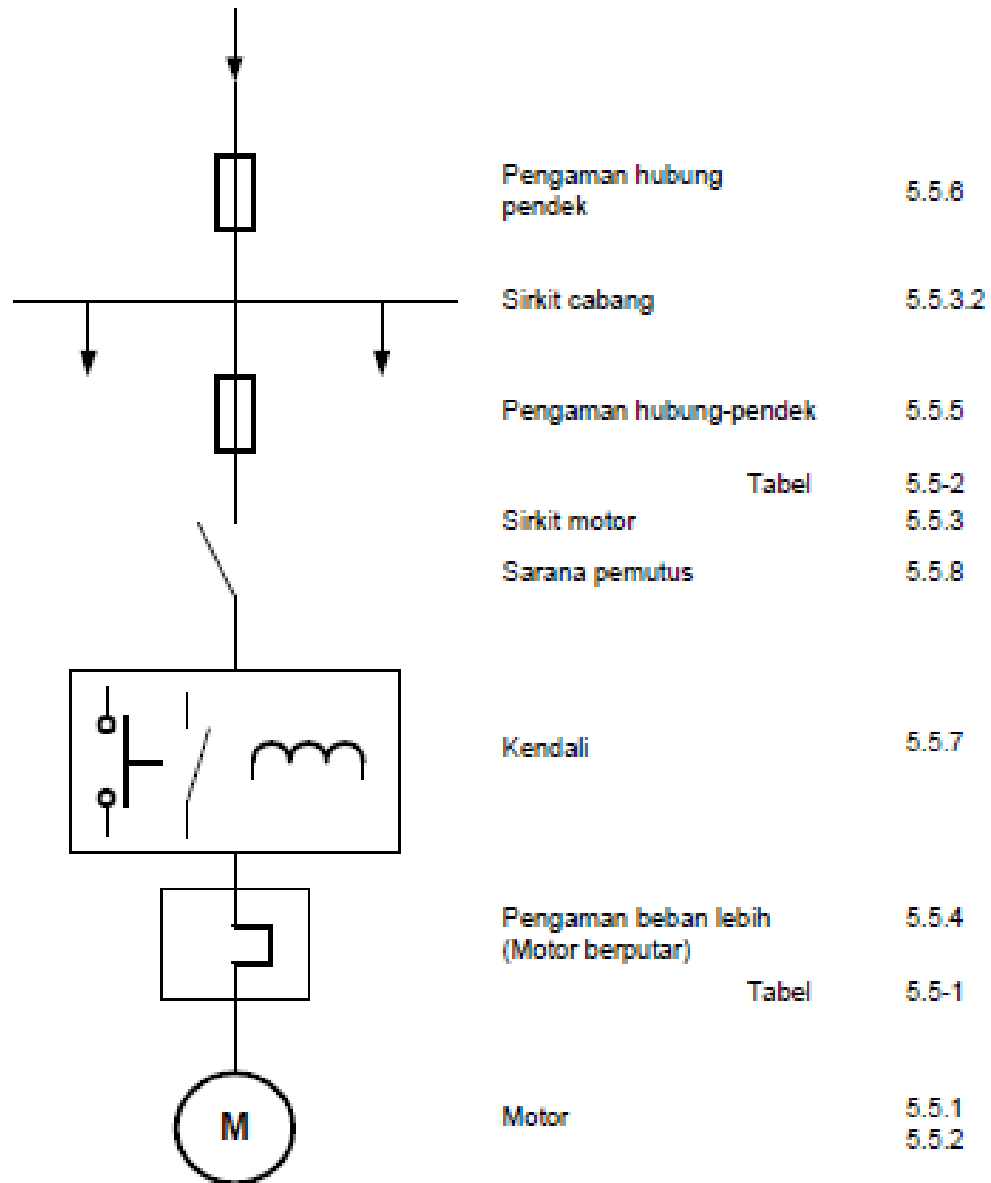 Pengaman hubung
pendek 5.5.6
Sirkit cabang 5.5.3.2
Pengaman hubung-pendek 5.5.5
Tabel 5.5-2
Sirkit motor 5.5.3
Sarana pemutus 5.5.8
Kendali 5.5.7
Pengaman beban lebih 5.5.4
(Motor berputar)
Tabel 5.5-1
M
Motor 5.5.1
5.5.2